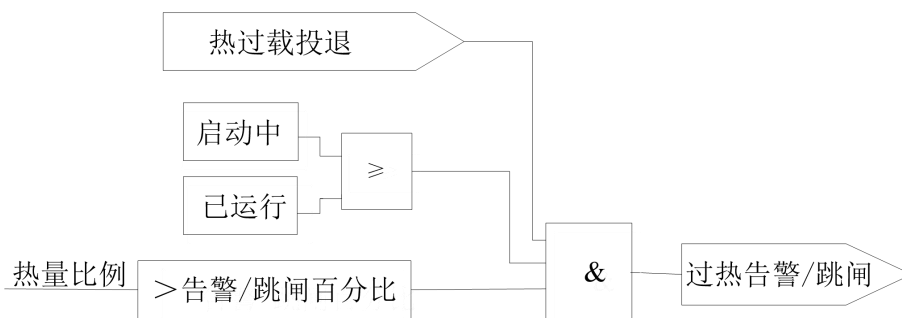 热过载投退
启动中
≥
已运行
热量比例
>告警/跳闸百分比
&
过热告警/跳闸